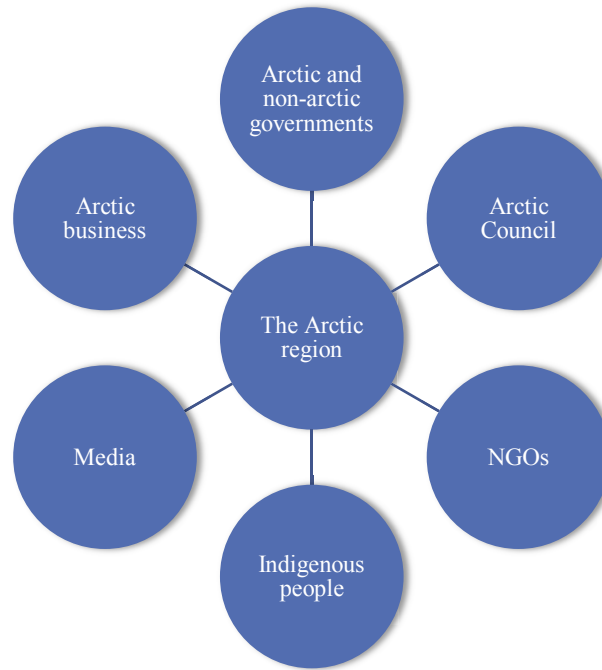 Arctic and
non-arctic
governments
Arctic
business
Arctic
Council
The Arctic
region
Media
NGOs
Indigenous
people